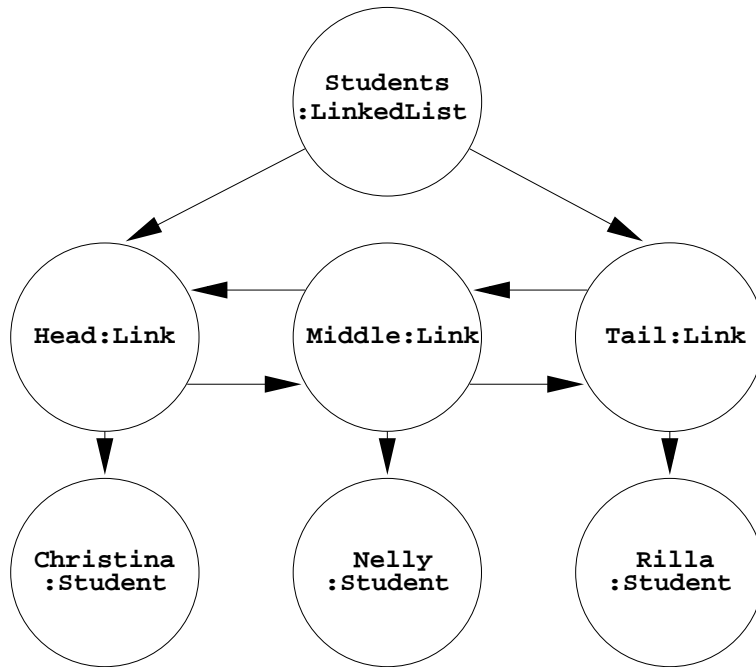 Students
:LinkedList
Head:Link
Middle:Link
Tail:Link
Christina
:Student
Nelly
:Student
Rilla
:Student